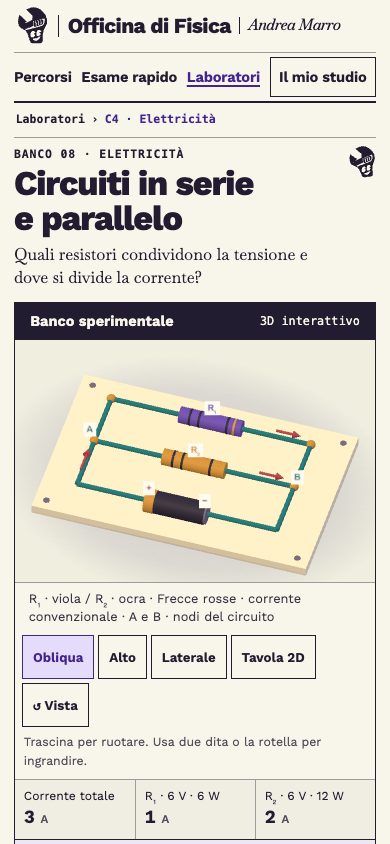 Officina di Fisica | Andrea Marro
Percorsi Esame rapido Laboratori Il mio studio
Laboratori › C4 · Elettricità
BANCO 08 · ELETTRICITÀ
Circuiti in serie
e parallelo
Quali resistori condividono la tensione e
dove si divide la corrente?
Banco sperimentale 3D interattivo
R₁
A
R₂
B
+
−
R₁ · viola / R₂ · ocra · Frecce rosse · corrente
convenzionale · A e B · nodi del circuito
Obliqua Alto Laterale Tavola 2D
↺ Vista
Trascina per ruotare. Usa due dita o la rotella per
ingrandire.
Corrente totale R₁ · 6 V · 6 W R₂ · 6 V · 12 W
3 A 1 A 2 A